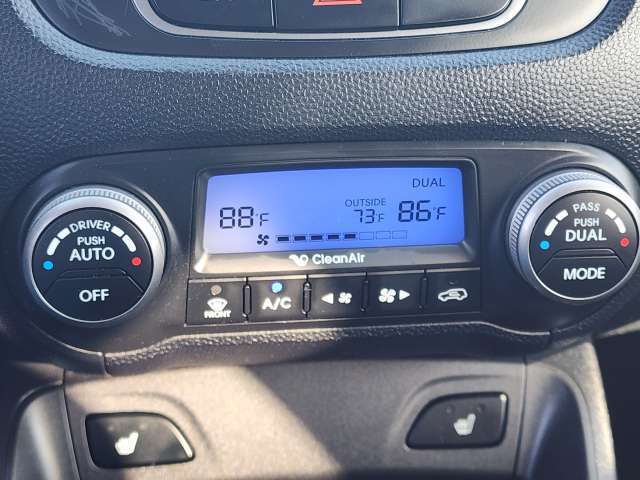 DUAL
OUTSIDE
88°F 73°F 86°F
CleanAir
DRIVER
PUSH
AUTO
OFF
FRONT
A/C
PASS
PUSH
DUAL
MODE